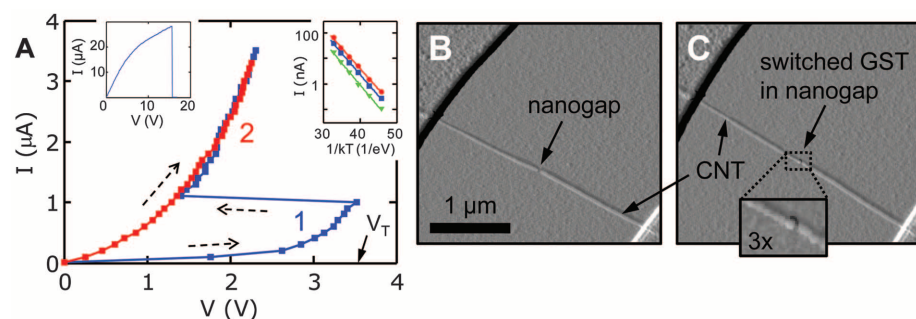 A
I (µA)
4
3
2
1
0
0
1
2
3
4
V (V)
1
2
V_T
I (µA)
20
0
0
10
20
V (V)
I (nA)
100
1
30
40
50
1/kT (1/eV)
B
nanogap
CNT
1 µm
C
switched GST
in nanogap
3x